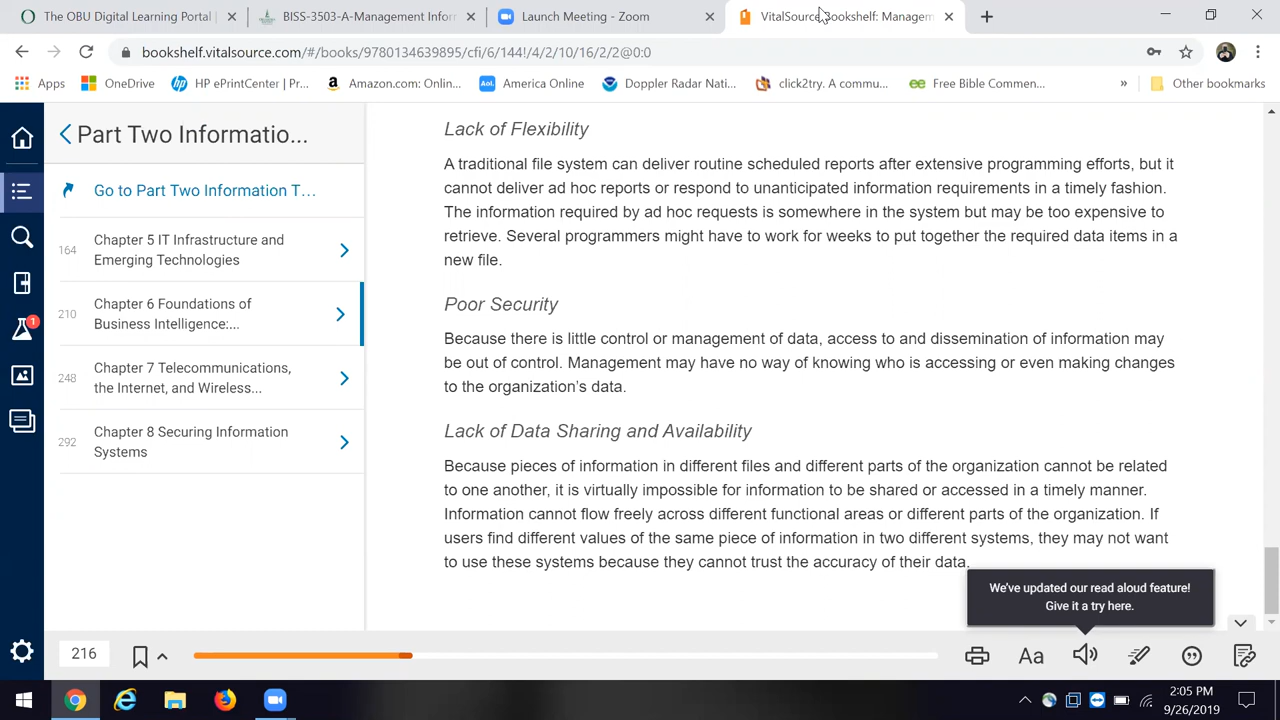 The OBU Digital Learning Portal |
BISS-3503-A-Management Infor
Launch Meeting - Zoom
VitalSource Bookshelf: Managem
bookshelf.vitalsource.com/#/books/9780134639895/cfi/6/144!/4/2/10/16/2/2@0:0
Apps
OneDrive
HP ePrintCenter | Pr...
Amazon.com: Onlin...
Aol.
America Online
Doppler Radar Nati...
click2try. A commu...
ee
Free Bible Commen...
»
Other bookmarks
Part Two Informatio...
Go to Part Two Information T...
164
Chapter 5 IT Infrastructure and
Emerging Technologies
210
Chapter 6 Foundations of
Business Intelligence:...
248
Chapter 7 Telecommunications,
the Internet, and Wireless...
292
Chapter 8 Securing Information
Systems
1
Lack of Flexibility
A traditional file system can deliver routine scheduled reports after extensive programming efforts, but it
cannot deliver ad hoc reports or respond to unanticipated information requirements in a timely fashion.
The information required by ad hoc requests is somewhere in the system but may be too expensive to
retrieve. Several programmers might have to work for weeks to put together the required data items in a
new file.
Poor Security
Because there is little control or management of data, access to and dissemination of information may
be out of control. Management may have no way of knowing who is accessing or even making changes
to the organization's data.
Lack of Data Sharing and Availability
Because pieces of information in different files and different parts of the organization cannot be related
to one another, it is virtually impossible for information to be shared or accessed in a timely manner.
Information cannot flow freely across different functional areas or different parts of the organization. If
users find different values of the same piece of information in two different systems, they may not want
to use these systems because they cannot trust the accuracy of their data.
We've updated our read aloud feature!
Give it a try here.
216
Aa
2:05 PM
9/26/2019